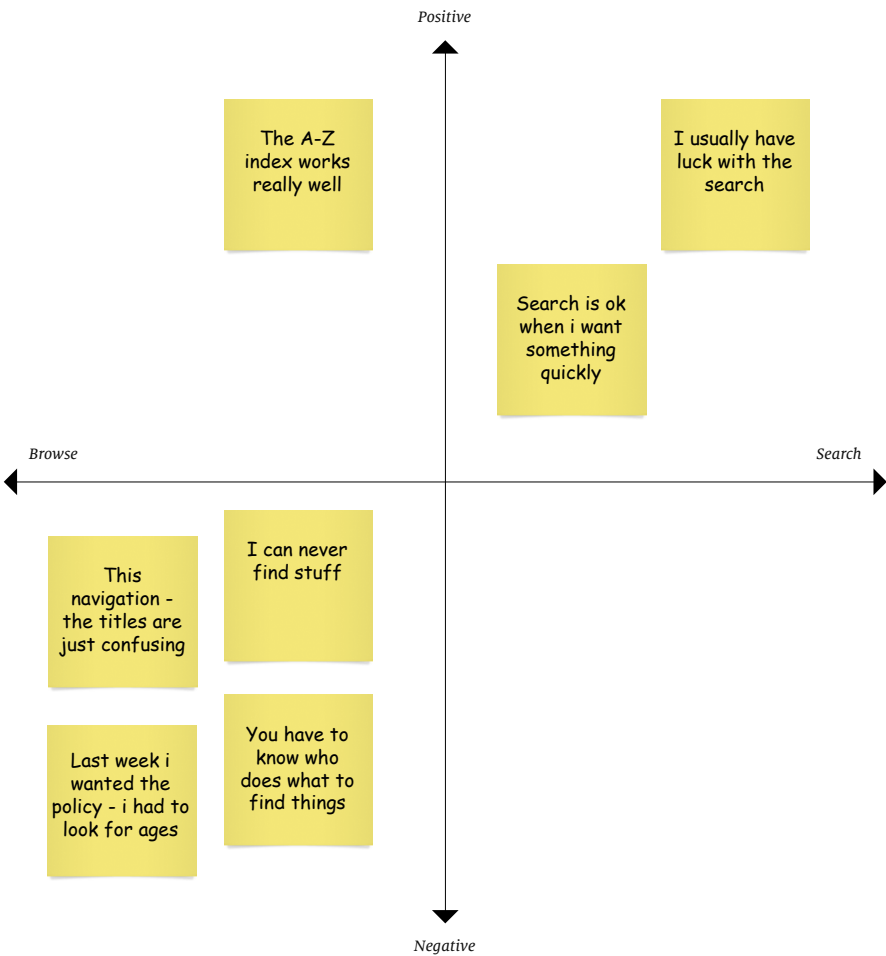 Positive
The A-Z
index works
really well
I usually have
luck with the
search
Search is ok
when i want
something
quickly
Browse
Search
This
navigation -
the titles are
just confusing
I can never
find stuff
Last week i
wanted the
policy - i had to
look for ages
You have to
know who
does what to
find things
Negative